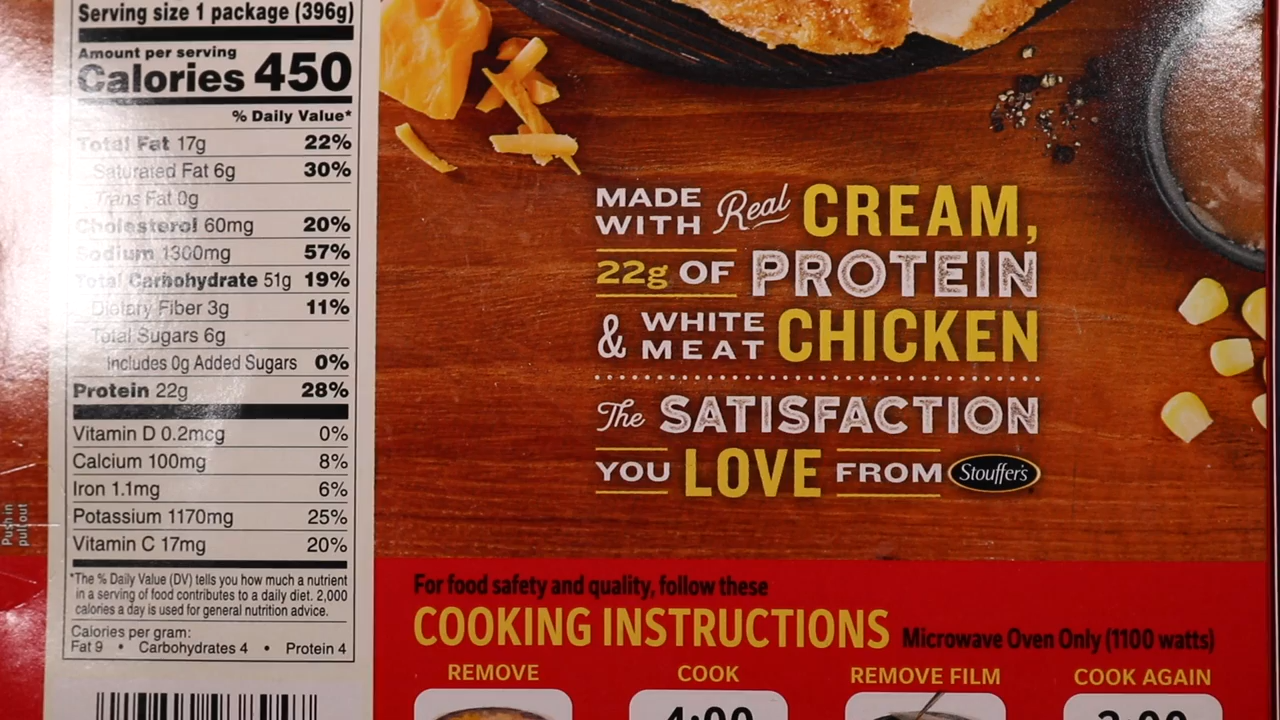 Serving size 1 package (396g)
Amount per serving
Calories 450
% Daily Value*
Total Fat 17g 22%
Saturated Fat 6g 30%
Trans Fat 0g
Cholesterol 60mg 20%
Sodium 1300mg 57%
Total Carbohydrate 51g 19%
Dietary Fiber 3g 11%
Total Sugars 6g
Includes 0g Added Sugars 0%
Protein 22g 28%
Vitamin D 0.2mcg 0%
Calcium 100mg 8%
Iron 1.1mg 6%
Potassium 1170mg 25%
Vitamin C 17mg 20%
*The % Daily Value (DV) tells you how much a nutrient
in a serving of food contributes to a daily diet. 2,000
calories a day is used for general nutrition advice.
Calories per gram:
Fat 9 • Carbohydrates 4 • Protein 4
Push in
pull out
MADE WITH Real CREAM,
22g OF PROTEIN
& WHITE MEAT CHICKEN
The SATISFACTION
YOU LOVE FROM Stouffer's
For food safety and quality, follow these
COOKING INSTRUCTIONS Microwave Oven Only (1100 watts)
REMOVE COOK REMOVE FILM COOK AGAIN
4:00